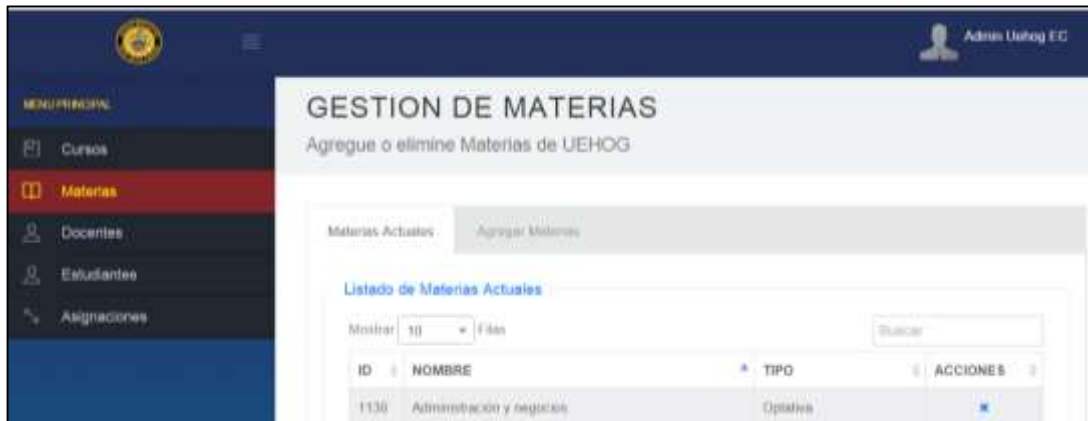 Admin Uehog EC
MENU PRINCIPAL
Cursos
Materias
Docentes
Estudiantes
Asignaciones
GESTION DE MATERIAS
Agregue o elimine Materias de UEHOG
Materias Actuales Agregar Materias
Listado de Materias Actuales
Mostrar 10 Filas Buscar
ID NOMBRE TIPO ACCIONES
1130 Administración y negocios Optativa